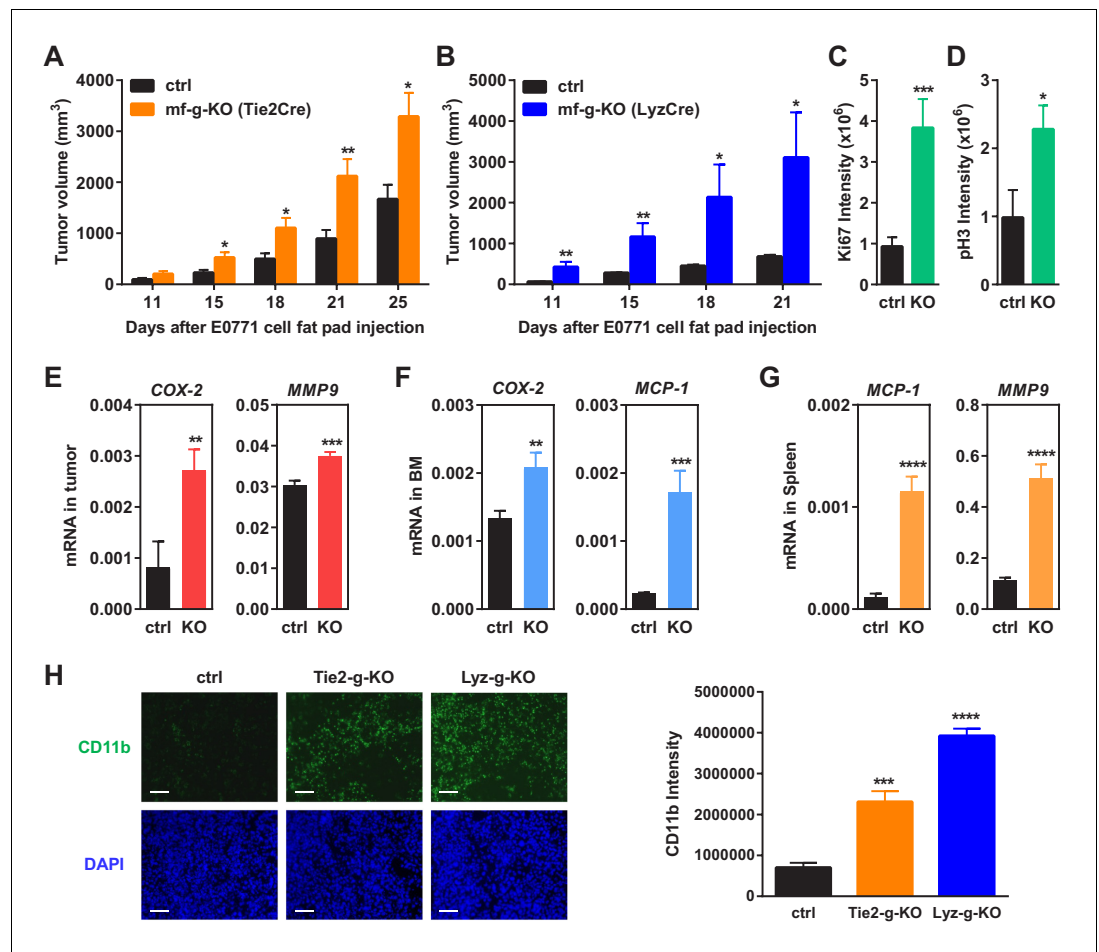 A
Tumor volume (mm3)
4000
3000
2000
1000
0
ctrl
mf-g-KO (Tie2Cre)
*
*
**
*
11 15 18 21 25
Days after E0771 cell fat pad injection
B
Tumor volume (mm3)
5000
4000
3000
2000
1000
0
ctrl
mf-g-KO (LyzCre)
**
**
*
*
11 15 18 21
Days after E0771 cell fat pad injection
C
Ki67 Intensity (x10^6)
5
4
3
2
1
0
***
ctrl KO
D
pH3 Intensity (x10^6)
3
2
1
0
*
ctrl KO
E
mRNA in tumor
COX-2
0.004
0.003
0.002
0.001
0.000
**
ctrl KO
MMP9
0.05
0.04
0.03
0.02
0.01
0.00
***
ctrl KO
F
mRNA in BM
COX-2
0.003
0.002
0.001
0.000
**
ctrl KO
MCP-1
0.003
0.002
0.001
0.000
***
ctrl KO
G
mRNA in Spleen
MCP-1
0.002
0.001
0.000
****
ctrl KO
MMP9
0.8
0.6
0.4
0.2
0.0
****
ctrl KO
H
ctrl Tie2-g-KO Lyz-g-KO
CD11b
DAPI
CD11b Intensity
5000000
4000000
3000000
2000000
1000000
0
***
****
ctrl Tie2-g-KO Lyz-g-KO